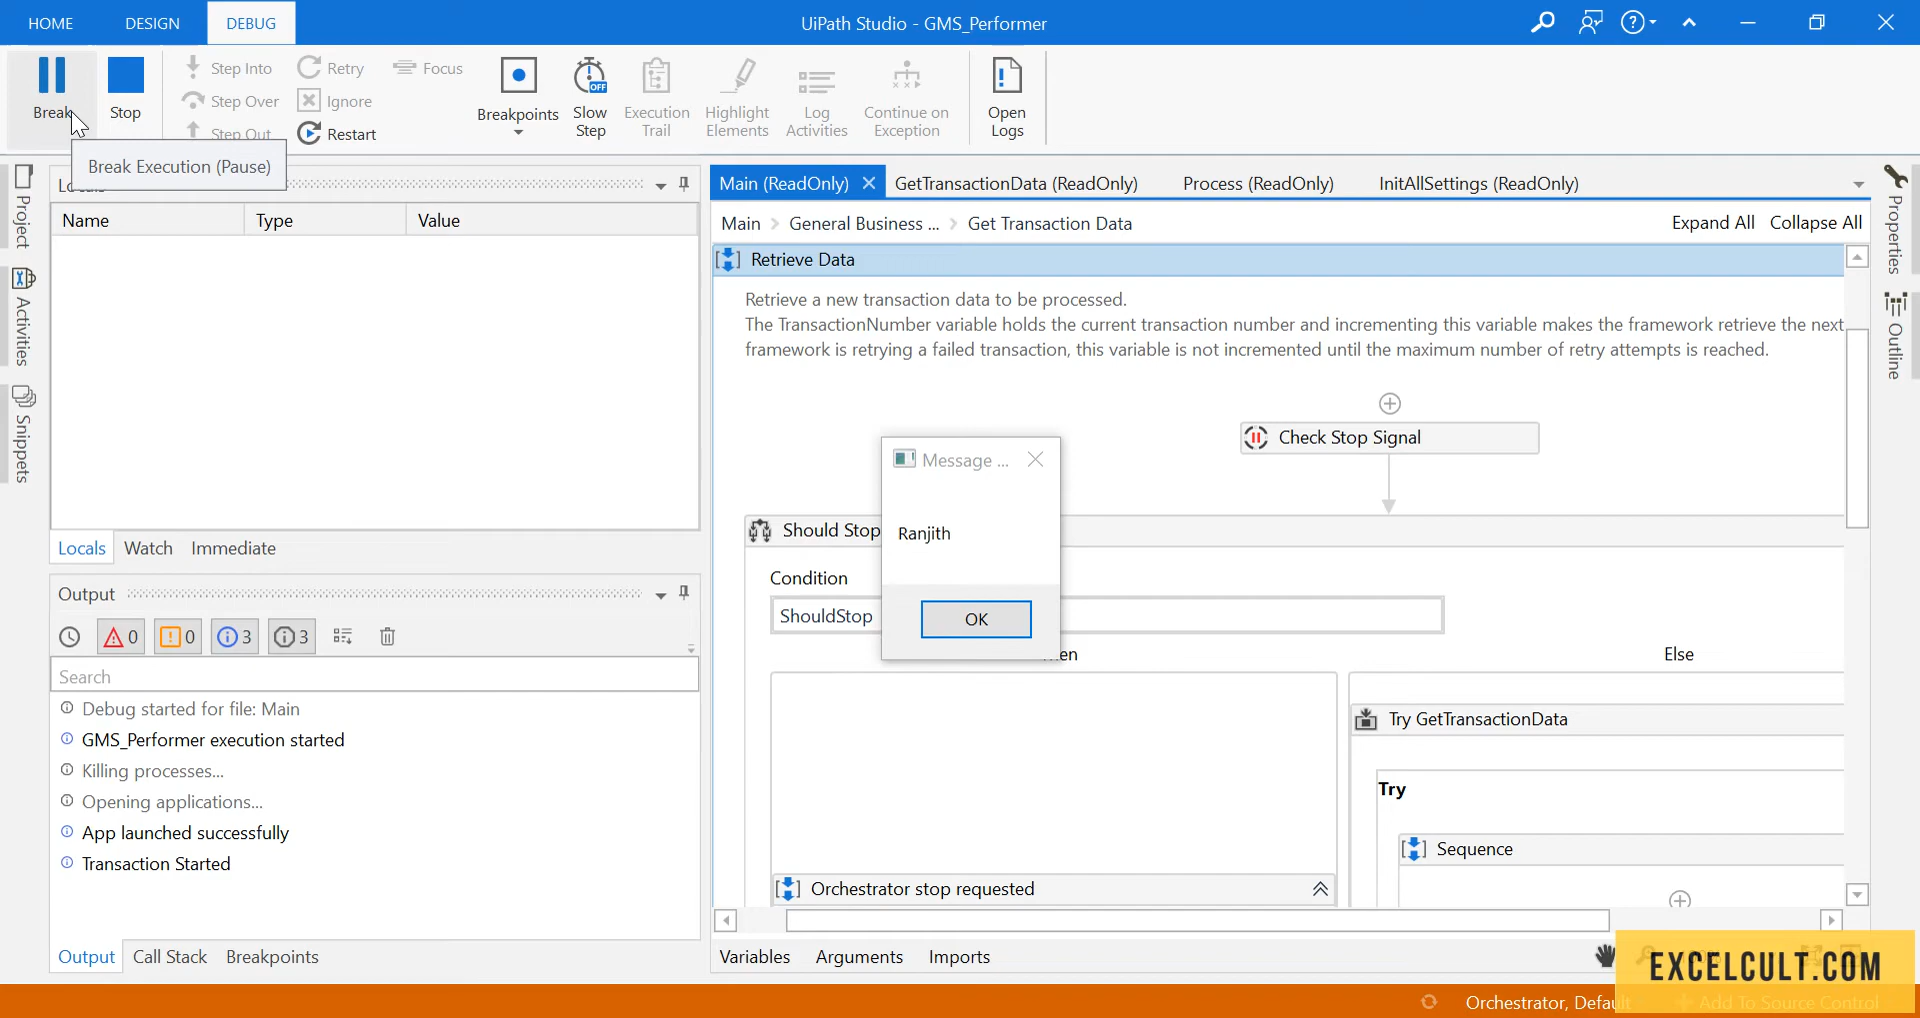 HOME DESIGN DEBUG UiPath Studio - GMS_Performer
Break Stop
Step Into
Step Over
Step Out
Retry
Ignore
Restart
Focus
Breakpoints
Slow
Step
OFF
Execution
Trail
Highlight
Elements
Log
Activities
Continue on
Exception
Open
Logs
Break Execution (Pause)
Project
Activities
Snippets
Name Type Value
Locals Watch Immediate
Output
0 0 3 3
Search
Debug started for file: Main
GMS_Performer execution started
Killing processes...
Opening applications...
App launched successfully
Transaction Started
Output Call Stack Breakpoints
Main (ReadOnly) GetTransactionData (ReadOnly) Process (ReadOnly) InitAllSettings (ReadOnly)
Main > General Business ... > Get Transaction Data Expand All Collapse All
Retrieve Data
Retrieve a new transaction data to be processed.
The TransactionNumber variable holds the current transaction number and incrementing this variable makes the framework retrieve the next
framework is retrying a failed transaction, this variable is not incremented until the maximum number of retry attempts is reached.
Check Stop Signal
Message ...
Ranjith
OK
Should Stop
Condition
ShouldStop
Else
Try GetTransactionData
Try
Sequence
Orchestrator stop requested
Variables Arguments Imports
Properties
Outline
EXCELCULT.COM
Orchestrator, Default
Add To Source Control